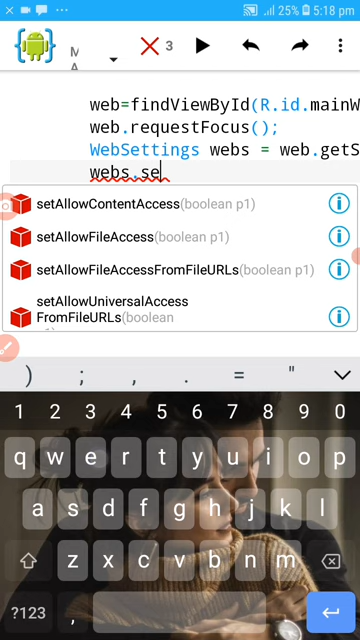 25% 5:18 pm
M
A
3
web=findViewById(R.id.mainW
web.requestFocus();
WebSettings webs = web.getS
webs.se
setAllowContentAccess(boolean p1)
setAllowFileAccess(boolean p1)
setAllowFileAccessFromFileURLs(boolean p1)
setAllowUniversalAccess
FromFileURLs(boolean
) ; , . = "
1 2 3 4 5 6 7 8 9 0
q w e r t y u i o p
a s d f g h j k l
z x c v b n m
?123 , .